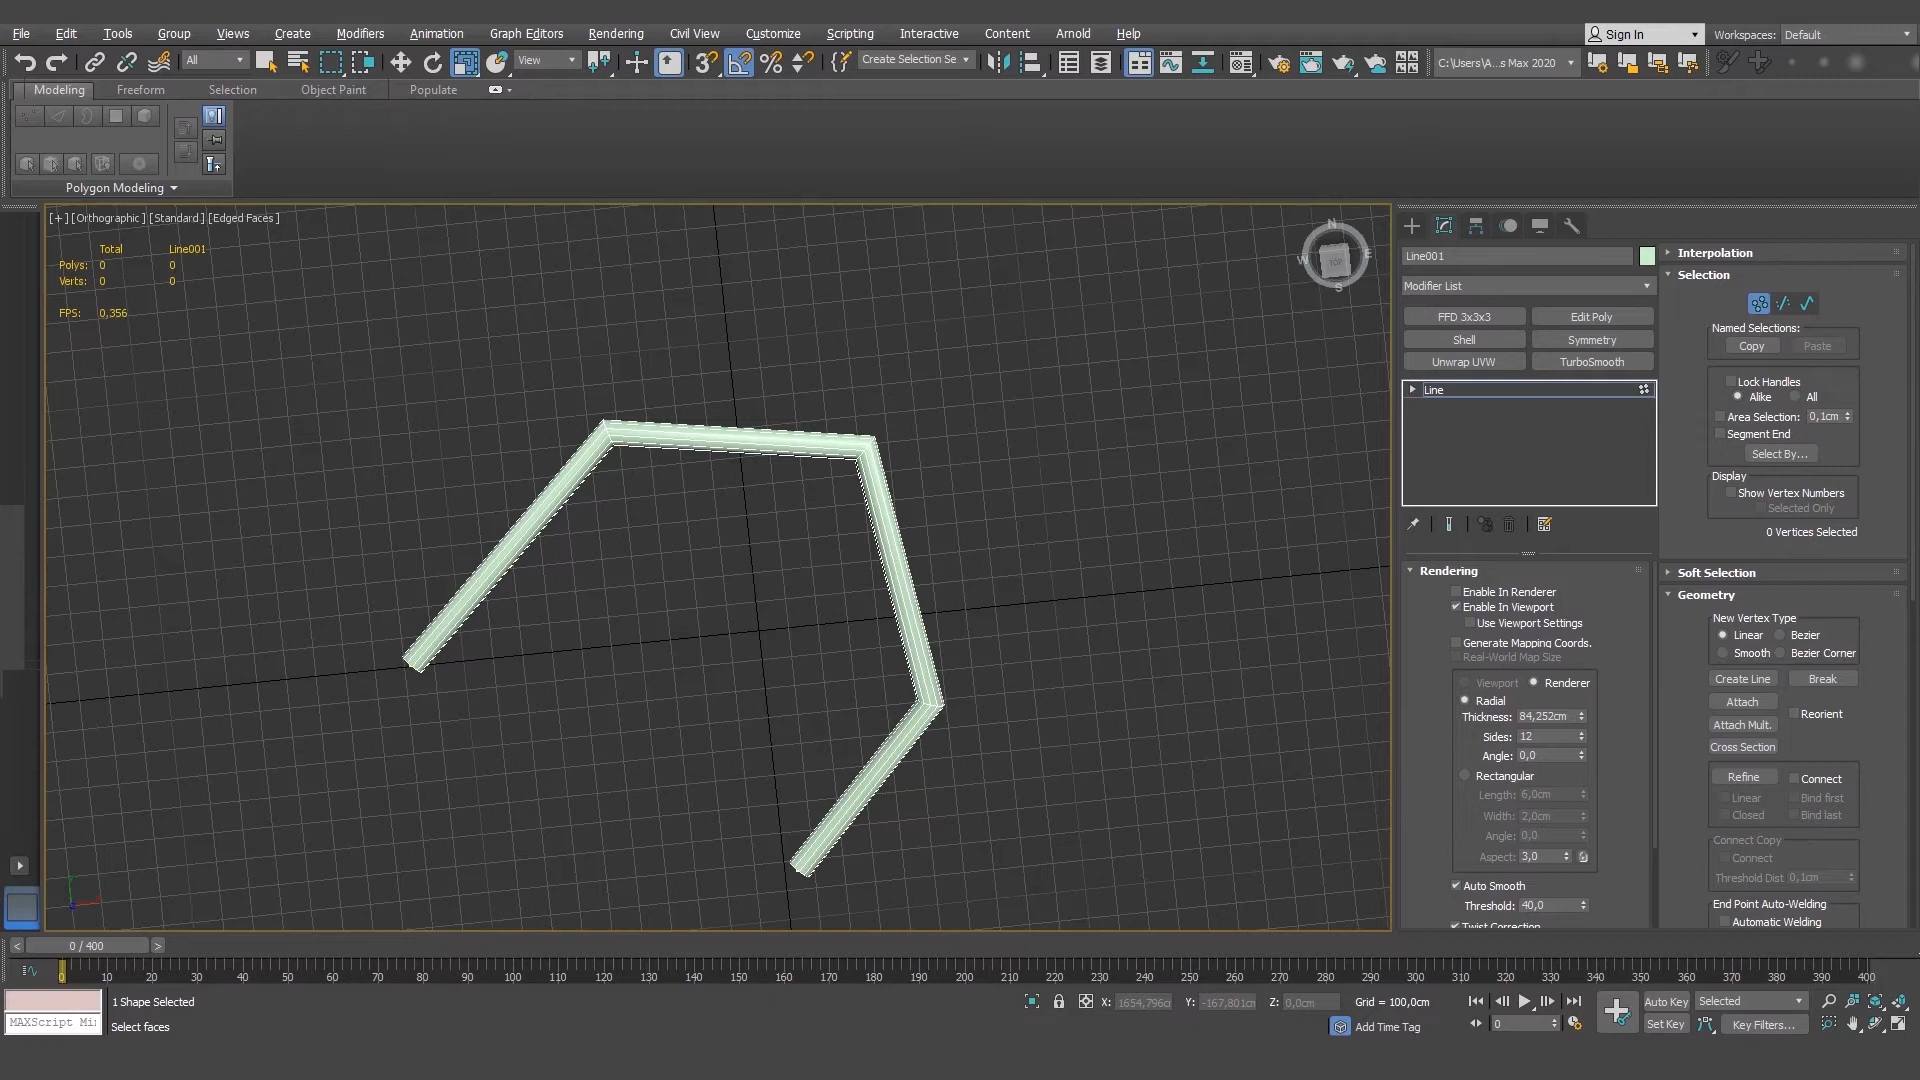 File Edit Tools Group Views Create Modifiers Animation Graph Editors Rendering Civil View Customize Scripting Interactive Content Arnold Help Sign In Workspaces: Default
All View 3 Create Selection Se C:\Users\A...s Max 2020
Modeling Freeform Selection Object Paint Populate
Polygon Modeling
[+] [Orthographic] [Standard] [Edged Faces]
Total Line001
Polys: 0 0
Verts: 0 0
FPS: 0,356
N
W TOP E
S
Line001
Modifier List
FFD 3x3x3 Edit Poly
Shell Symmetry
Unwrap UVW TurboSmooth
Line
Rendering
Enable In Renderer
Enable In Viewport
Use Viewport Settings
Generate Mapping Coords.
Real-World Map Size
Viewport Renderer
Radial
Thickness: 84,252cm
Sides: 12
Angle: 0,0
Rectangular
Length: 6,0cm
Width: 2,0cm
Angle: 0,0
Aspect: 3,0
Auto Smooth
Threshold: 40,0
Twist Correction
Interpolation
Selection
Named Selections:
Copy Paste
Lock Handles
Alike All
Area Selection: 0,1cm
Segment End
Select By...
Display
Show Vertex Numbers
Selected Only
0 Vertices Selected
Soft Selection
Geometry
New Vertex Type
Linear Bezier
Smooth Bezier Corner
Create Line Break
Attach
Reorient
Attach Mult.
Cross Section
Refine Connect
Linear Bind first
Closed Bind last
Connect Copy
Connect
Threshold Dist 0,1cm
End Point Auto-Welding
Automatic Welding
< 0 / 400 >
0 10 20 30 40 50 60 70 80 90 100 110 120 130 140 150 160 170 180 190 200 210 220 230 240 250 260 270 280 290 300 310 320 330 340 350 360 370 380 390 400
1 Shape Selected X: 1654,796c Y: -167,801cm Z: 0,0cm Grid = 100,0cm Auto Key Selected
MAXScript Mi Select faces Add Time Tag 0 Set Key Key Filters...